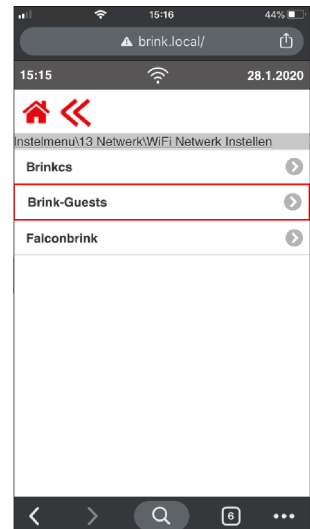 15:16
44%
brink.local/
15:15
28.1.2020
Instelmenu\13 Netwerk\WiFi Netwerk Instellen
Brinkcs
Brink-Guests
Falconbrink
6